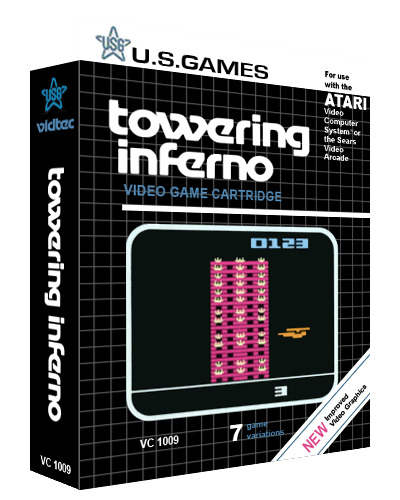 USG
U.S.GAMES
For use
with the
ATARI
Video
Computer
System™or
the Sears
Video
Arcade
towering
inferno
VIDEO GAME CARTRIDGE
0123
3
VC 1009
7 game
variations
NEW Improved
Video Graphics
USG
vidtec
towering inferno
VC 1009